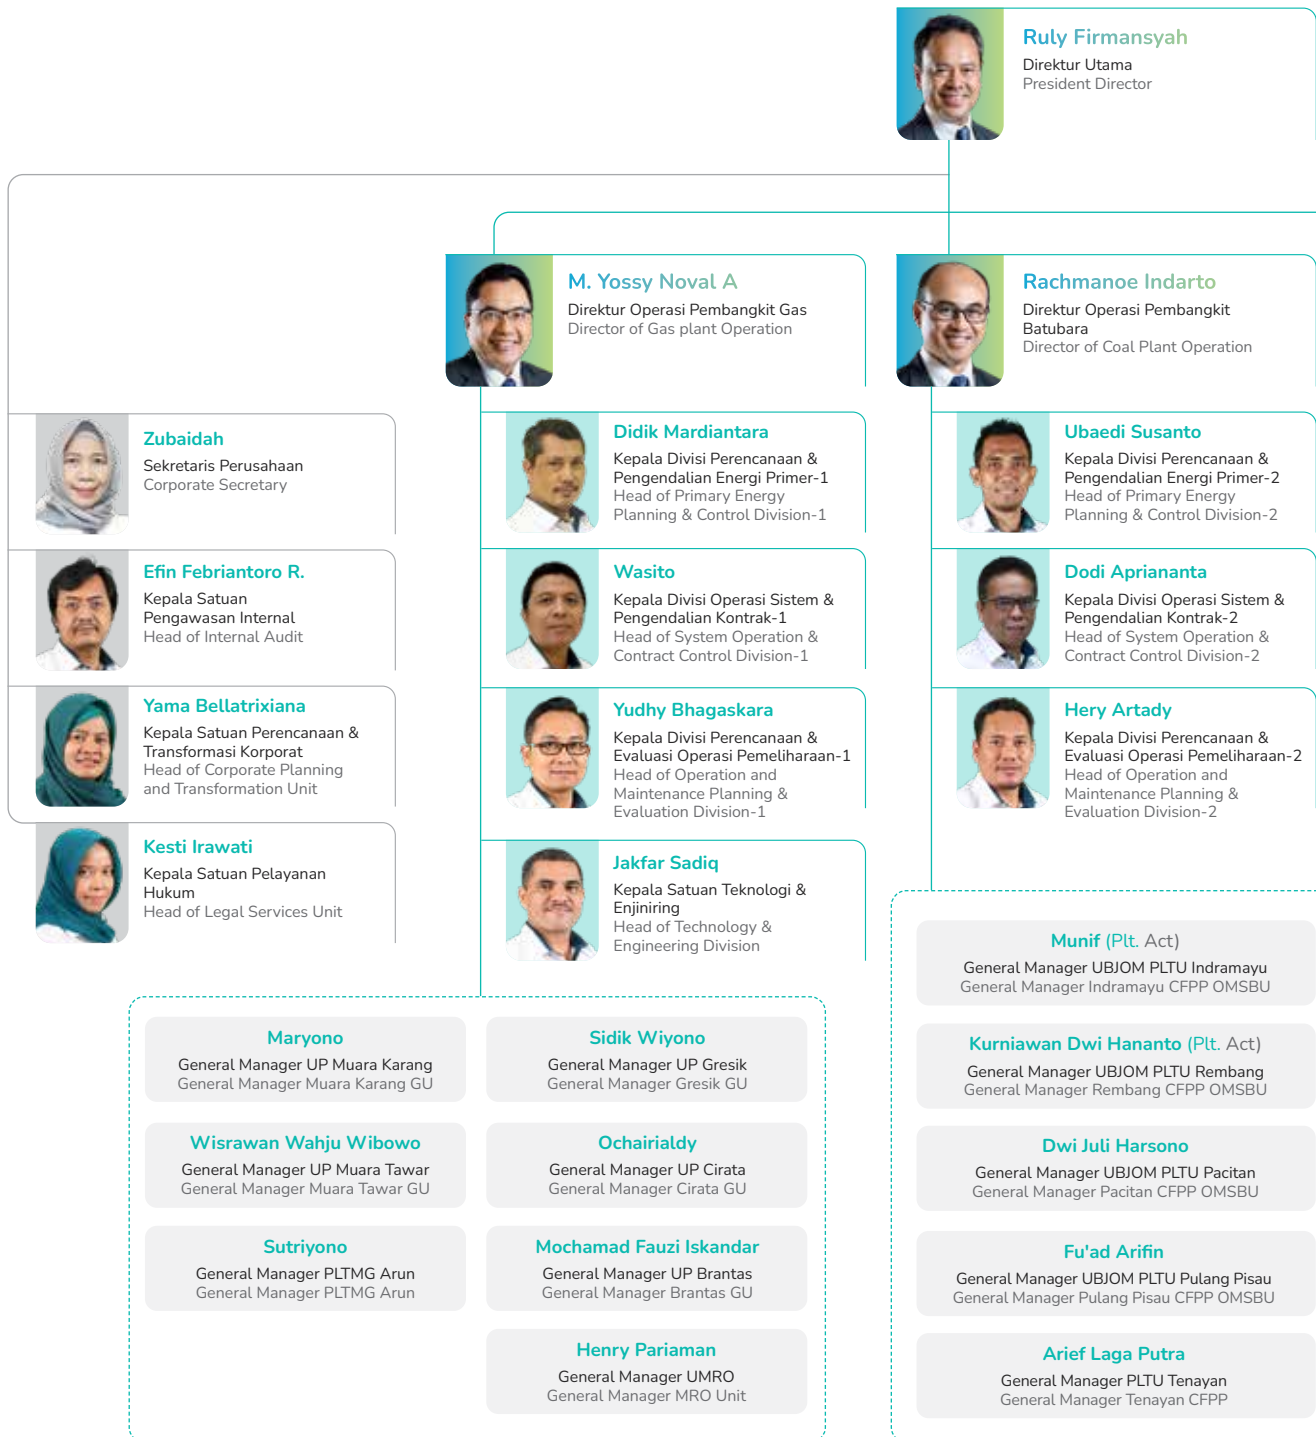 Ruly Firmansyah
Direktur Utama
President Director
M. Yossy Noval A
Direktur Operasi Pembangkit Gas
Director of Gas plant Operation
Rachmanoe Indarto
Direktur Operasi Pembangkit
Batubara
Director of Coal Plant Operation
Zubaidah
Sekretaris Perusahaan
Corporate Secretary
Efin Febriantoro R.
Kepala Satuan
Pengawasan Internal
Head of Internal Audit
Yama Bellatrixiana
Kepala Satuan Perencanaan &
Transformasi Korporat
Head of Corporate Planning
and Transformation Unit
Kesti Irawati
Kepala Satuan Pelayanan
Hukum
Head of Legal Services Unit
Didik Mardiantara
Kepala Divisi Perencanaan &
Pengendalian Energi Primer-1
Head of Primary Energy
Planning & Control Division-1
Wasito
Kepala Divisi Operasi Sistem &
Pengendalian Kontrak-1
Head of System Operation &
Contract Control Division-1
Yudhy Bhagaskara
Kepala Divisi Perencanaan &
Evaluasi Operasi Pemeliharaan-1
Head of Operation and
Maintenance Planning &
Evaluation Division-1
Jakfar Sadiq
Kepala Satuan Teknologi &
Enjiniring
Head of Technology &
Engineering Division
Ubaedi Susanto
Kepala Divisi Perencanaan &
Pengendalian Energi Primer-2
Head of Primary Energy
Planning & Control Division-2
Dodi Apriananta
Kepala Divisi Operasi Sistem &
Pengendalian Kontrak-2
Head of System Operation &
Contract Control Division-2
Hery Artady
Kepala Divisi Perencanaan &
Evaluasi Operasi Pemeliharaan-2
Head of Operation and
Maintenance Planning &
Evaluation Division-2
Maryono
General Manager UP Muara Karang
General Manager Muara Karang GU
Sidik Wiyono
General Manager UP Gresik
General Manager Gresik GU
Wisrawan Wahju Wibowo
General Manager UP Muara Tawar
General Manager Muara Tawar GU
Ochairialdy
General Manager UP Cirata
General Manager Cirata GU
Sutriyono
General Manager PLTMG Arun
General Manager PLTMG Arun
Mochamad Fauzi Iskandar
General Manager UP Brantas
General Manager Brantas GU
Henry Pariaman
General Manager UMRO
General Manager MRO Unit
Munif (Plt. Act)
General Manager UBJOM PLTU Indramayu
General Manager Indramayu CFPP OMSBU
Kurniawan Dwi Hananto (Plt. Act)
General Manager UBJOM PLTU Rembang
General Manager Rembang CFPP OMSBU
Dwi Juli Harsono
General Manager UBJOM PLTU Pacitan
General Manager Pacitan CFPP OMSBU
Fu'ad Arifin
General Manager UBJOM PLTU Pulang Pisau
General Manager Pulang Pisau CFPP OMSBU
Arief Laga Putra
General Manager PLTU Tenayan
General Manager Tenayan CFPP